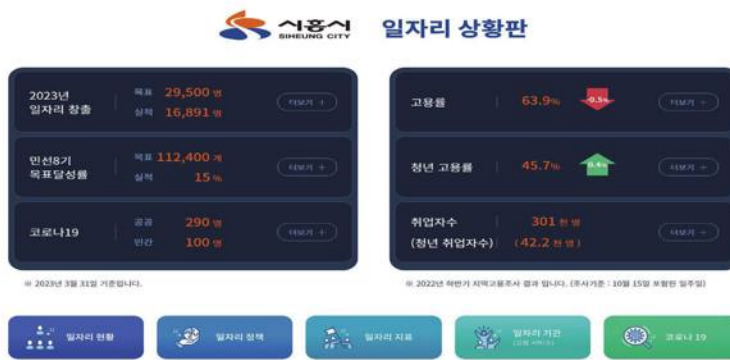 시흥시
SIHEUNG CITY
일자리 상황판
2023년
일자리 창출
목표 29,500 명
실적 16,891 명
더보기 +
민선8기
목표달성률
목표 112,400 개
실적 15 %
더보기 +
코로나19
공공 290 명
민간 100 명
더보기 +
※ 2023년 3월 31일 기준입니다.
고용률
63.9%
-0.5%
더보기 +
청년 고용률
45.7%
0.4%
더보기 +
취업자수
(청년 취업자수)
301 천 명
(42.2 천 명)
더보기 +
※ 2022년 하반기 지역고용조사 결과 입니다. (조사기준 : 10월 15일 포함된 일주일)
일자리 현황
일자리 정책
일자리 지표
일자리 기관
코로나 19